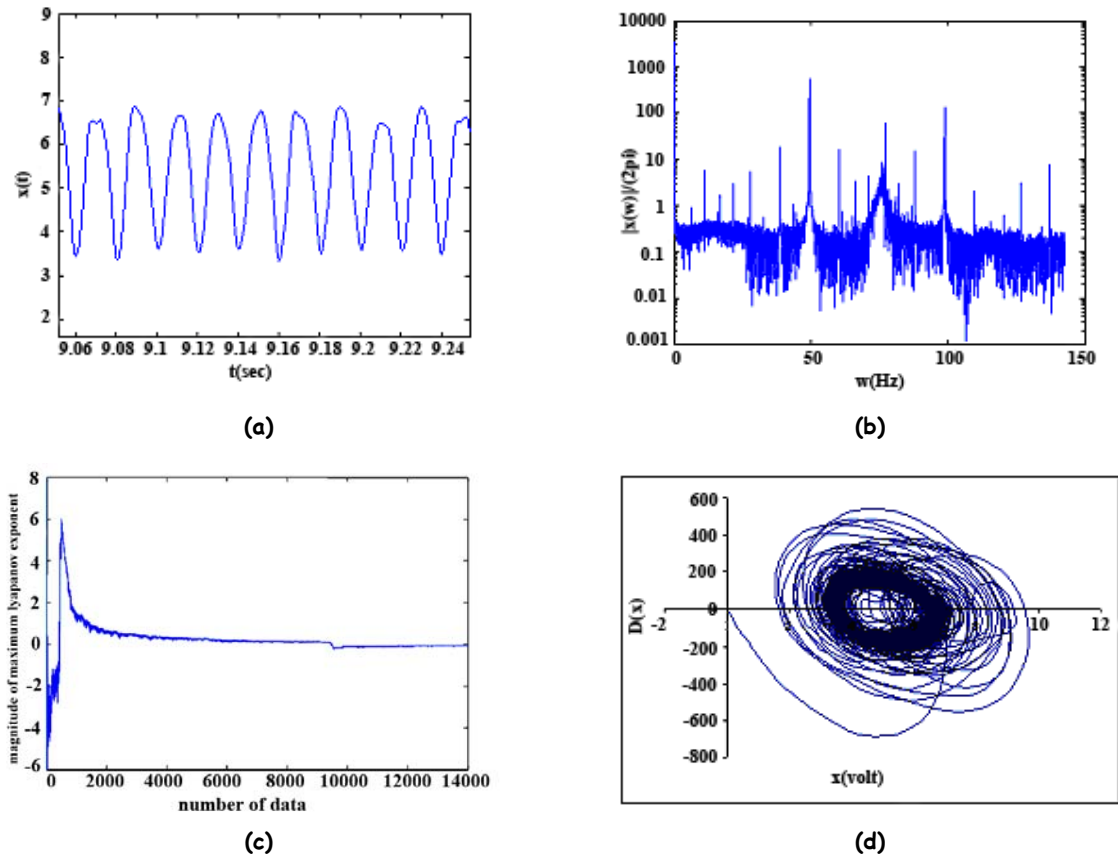 9
8
7
6
5
4
3
2
x(t)
9.06 9.08 9.1 9.12 9.14 9.16 9.18 9.2 9.22 9.24
t(sec)
(a)
10000
1000
100
10
1
0.1
0.01
0.001
|x(w)|/(2pi)
0 50 100 150
w(Hz)
(b)
8
6
4
2
0
-2
-4
-6
magnitude of maximum lyapanov exponent
0 2000 4000 6000 8000 10000 12000 14000
number of data
(c)
600
400
200
0
-200
-400
-600
-800
D(x)
-2 10 12
x(volt)
(d)